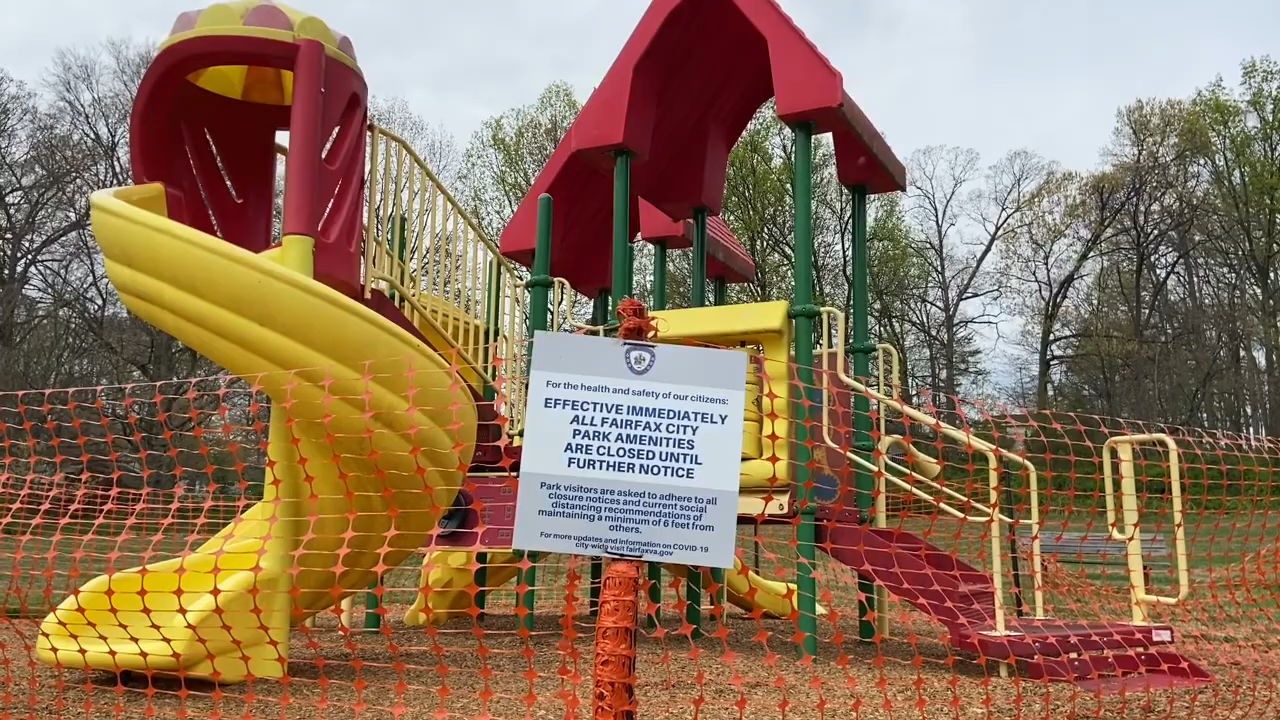 For the health and safety of our citizens:
EFFECTIVE IMMEDIATELY
ALL FAIRFAX CITY
PARK AMENITIES
ARE CLOSED UNTIL
FURTHER NOTICE
Park visitors are asked to adhere to all
closure notices and current social
distancing recommendations of
maintaining a minimum of 6 feet from
others.
For more updates and information on COVID-19
city-wide visit fairfaxva.gov